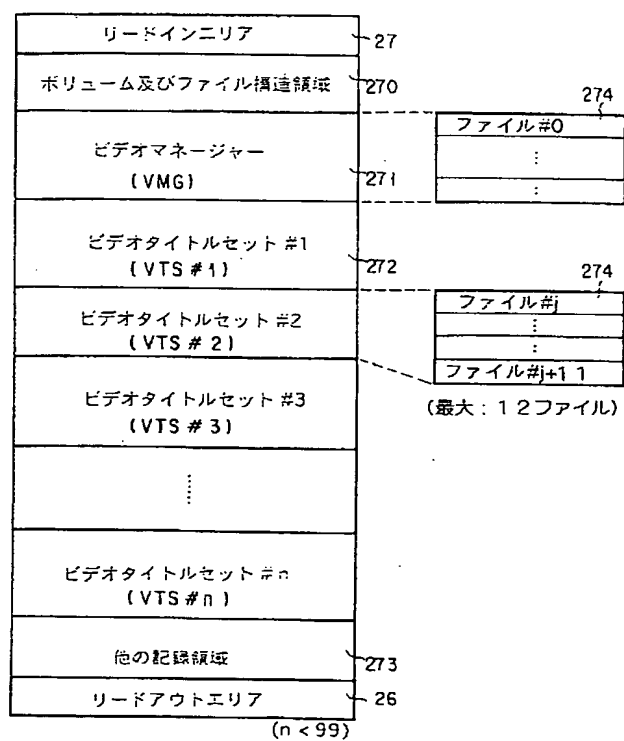 リードインニリア
27
ボリューム及びファイル構造領域
270
ビデオマネージャー
(VMG)
271
274
ファイル#0
⋮
:
ビデオタイトルセット #1
(VTS #1)
272
274
ファイル#j
⋮
⋮
ファイル#j+11
(最大：12ファイル)
ビデオタイトルセット #2
(VTS #2)
ビデオタイトルセット #3
(VTS #3)
ビデオタイトルセット #n
(VTS #n)
他の記録領域
273
リードアウトエリア
26
(n < 99)